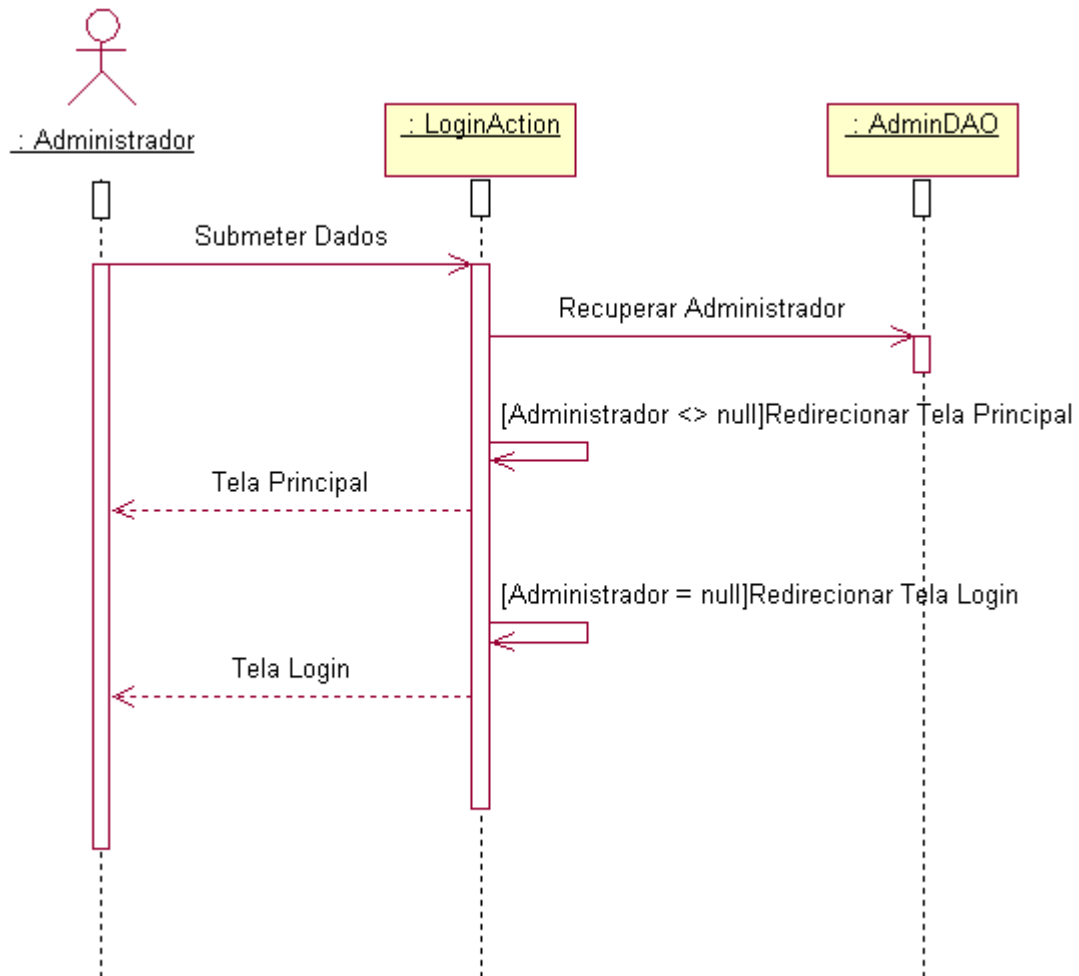 : Administrador
: LoginAction
: AdminDAO
Submeter Dados
Recuperar Administrador
[Administrador <> null]Redirecionar Tela Principal
Tela Principal
[Administrador = null]Redirecionar Tela Login
Tela Login